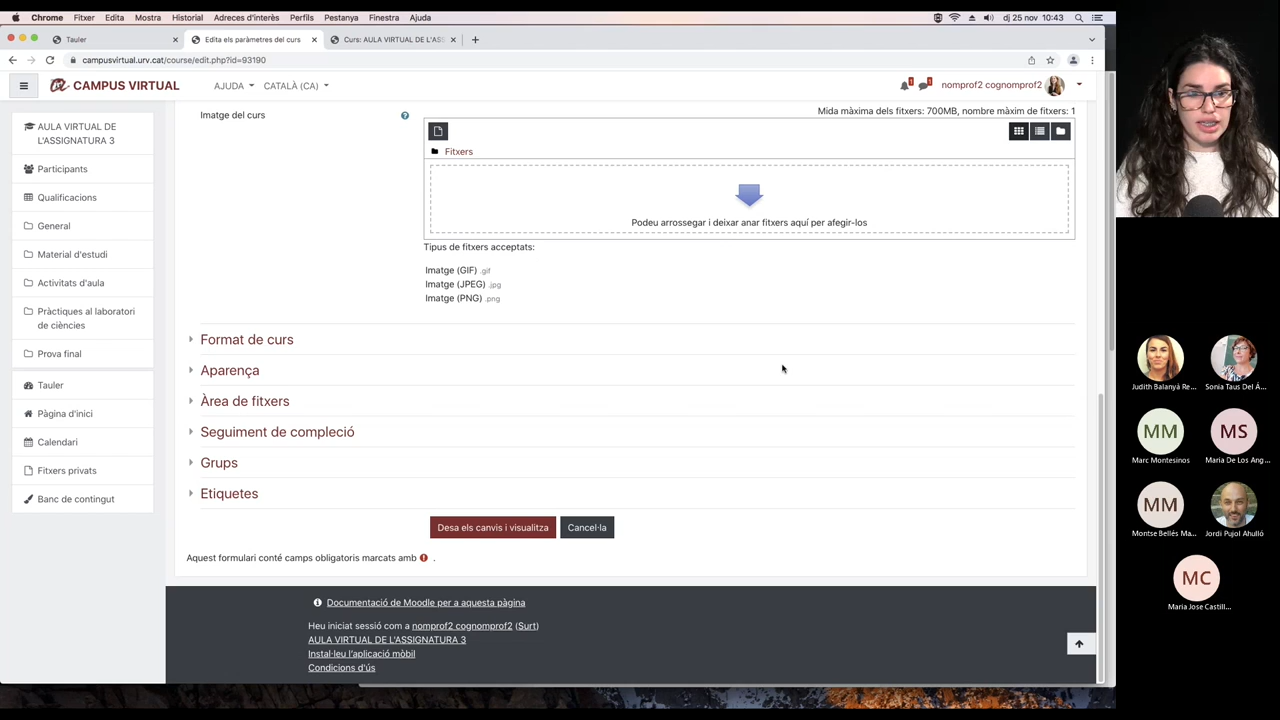 Chrome Fitxer Edita Mostra Historial Adreces d'interès Perfils Pestanya Finestra Ajuda dj 25 nov 10:43
Tauler Edita els paràmetres del curs Curs: AULA VIRTUAL DE L'ASS
campusvirtual.urv.cat/course/edit.php?id=93190
CAMPUS VIRTUAL AJUDA CATALÀ (CA) nomprof2 cognomprof2
AULA VIRTUAL DE
L'ASSIGNATURA 3
Participants
Qualificacions
General
Material d'estudi
Activitats d'aula
Pràctiques al laboratori
de ciències
Prova final
Tauler
Pàgina d'inici
Calendari
Fitxers privats
Banc de contingut
Imatge del curs
Mida màxima dels fitxers: 700MB, nombre màxim de fitxers: 1
Fitxers
Podeu arrossegar i deixar anar fitxers aquí per afegir-los
Tipus de fitxers acceptats:
Imatge (GIF) .gif
Imatge (JPEG) .jpg
Imatge (PNG) .png
Format de curs
Aparença
Àrea de fitxers
Seguiment de compleció
Grups
Etiquetes
Desa els canvis i visualitza Cancel·la
Aquest formulari conté camps obligatoris marcats amb .
Documentació de Moodle per a aquesta pàgina
Heu iniciat sessió com a nomprof2 cognomprof2 (Surt)
AULA VIRTUAL DE L'ASSIGNATURA 3
Instal·leu l'aplicació mòbil
Condicions d'ús
Judith Balanyà Re... Sonia Taus Del Á...
MM MS
Marc Montesinos Maria De Los Ang...
MM
Montse Bellés Ma... Jordi Pujol Ahulló
MC
Maria Jose Castill...